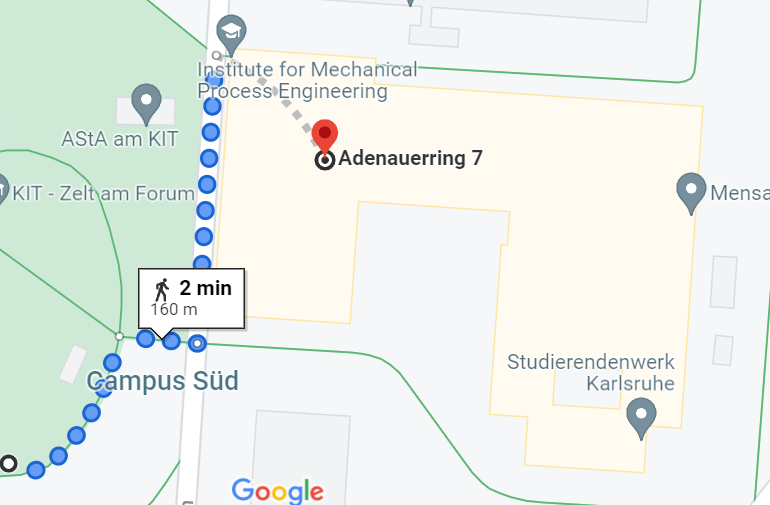 Institute for Mechanical
Process Engineering
AStA am KIT
Adenauerring 7
KIT - Zelt am Forum
Mensa
2 min
160 m
Campus Süd
Studierendenwerk
Karlsruhe
Google